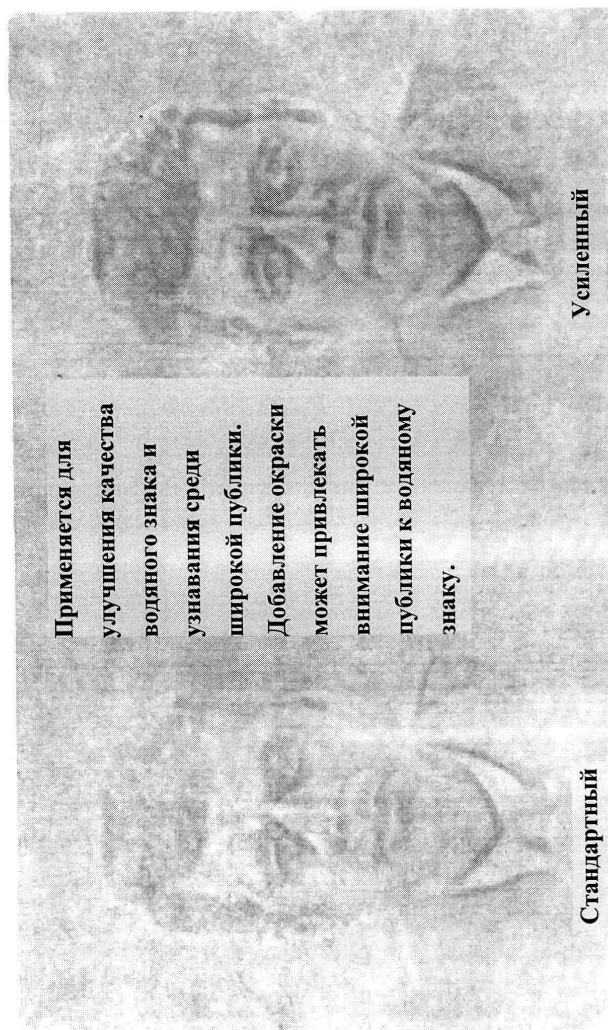 Применяется для
улучшения качества
водяного знака и
узнавания среди
широкой публики.
Добавление окраски
может привлекать
внимание широкой
публики к водяному
знаку.
Стандартный
Усиленный